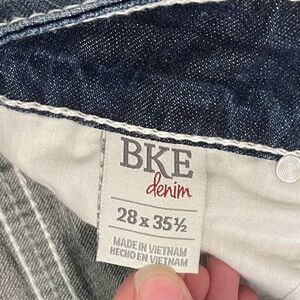 BKE
denim
28 x 35½
MADE IN VIETNAM
HECHO EN VIETNAM